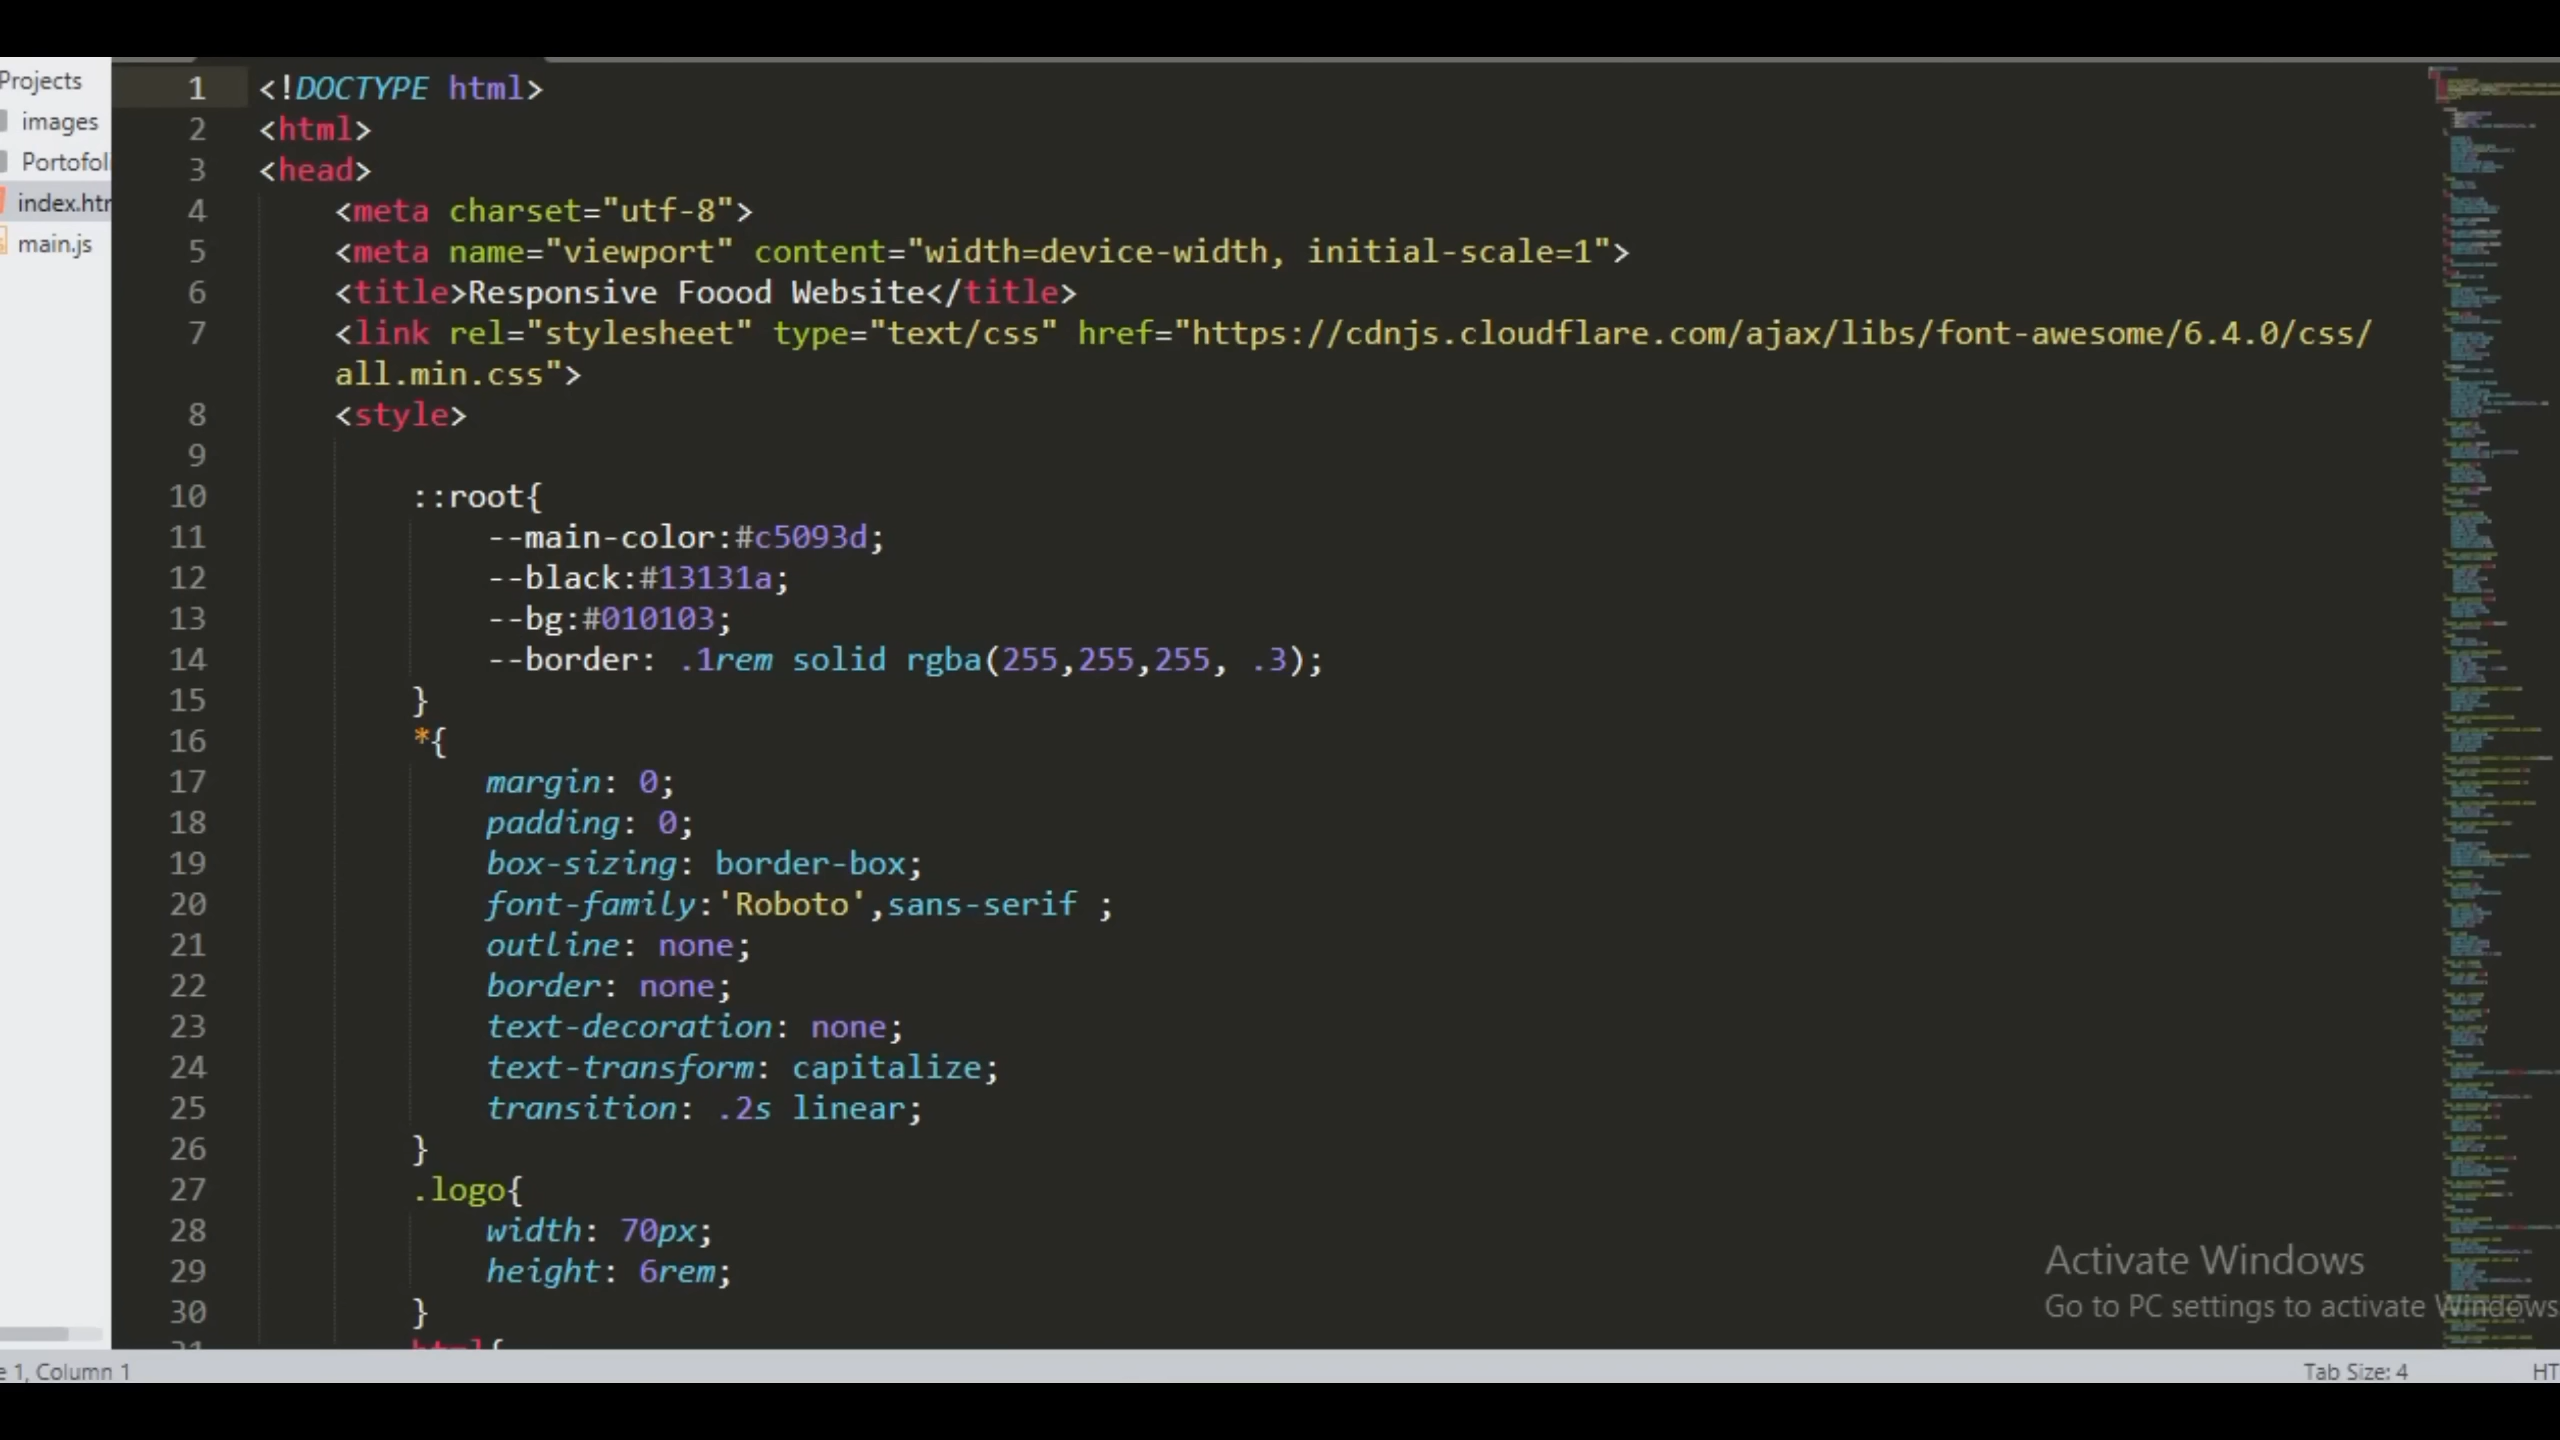 Projects
images
Portofoli
index.htm
main.js
1 <!DOCTYPE html>
2 <html>
3 <head>
4 <meta charset="utf-8">
5 <meta name="viewport" content="width=device-width, initial-scale=1">
6 <title>Responsive Foood Website</title>
7 <link rel="stylesheet" type="text/css" href="https://cdnjs.cloudflare.com/ajax/libs/font-awesome/6.4.0/css/
all.min.css">
8 <style>
9
10 ::root{
11 --main-color:#c5093d;
12 --black:#13131a;
13 --bg:#010103;
14 --border: .1rem solid rgba(255,255,255, .3);
15 }
16 *{
17 margin: 0;
18 padding: 0;
19 box-sizing: border-box;
20 font-family:'Roboto',sans-serif ;
21 outline: none;
22 border: none;
23 text-decoration: none;
24 text-transform: capitalize;
25 transition: .2s linear;
26 }
27 .logo{
28 width: 70px;
29 height: 6rem;
30 }
31 html{
Activate Windows
Go to PC settings to activate Windows
e 1, Column 1
Tab Size: 4
HT